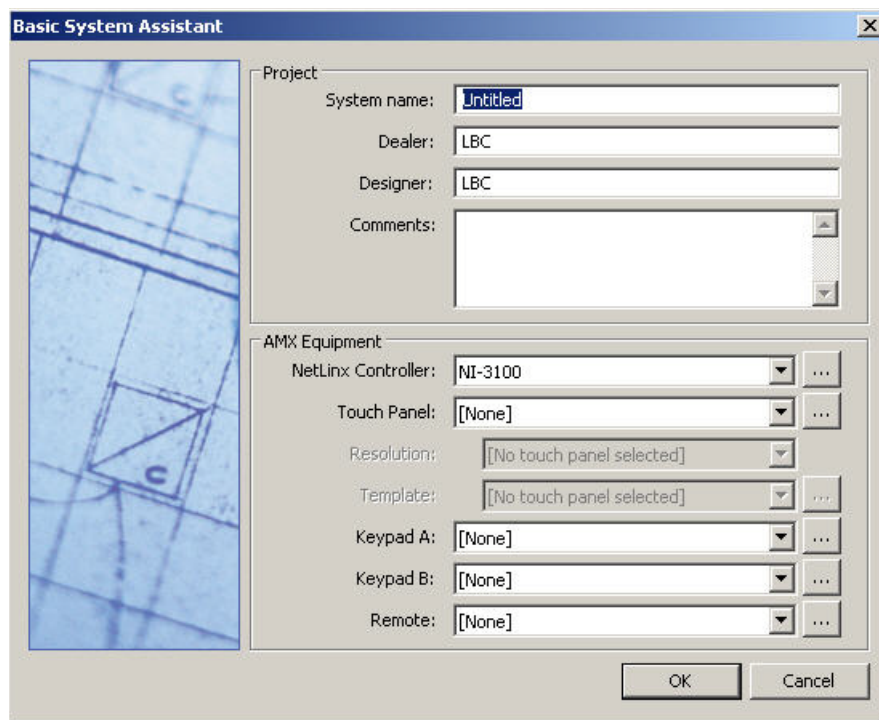 Basic System Assistant
Project
System name: Untitled
Dealer: LBC
Designer: LBC
Comments:
AMX Equipment
NetLinx Controller: NI-3100 ...
Touch Panel: [None] ...
Resolution: [No touch panel selected]
Template: [No touch panel selected] ...
Keypad A: [None] ...
Keypad B: [None] ...
Remote: [None] ...
OK Cancel
C
C